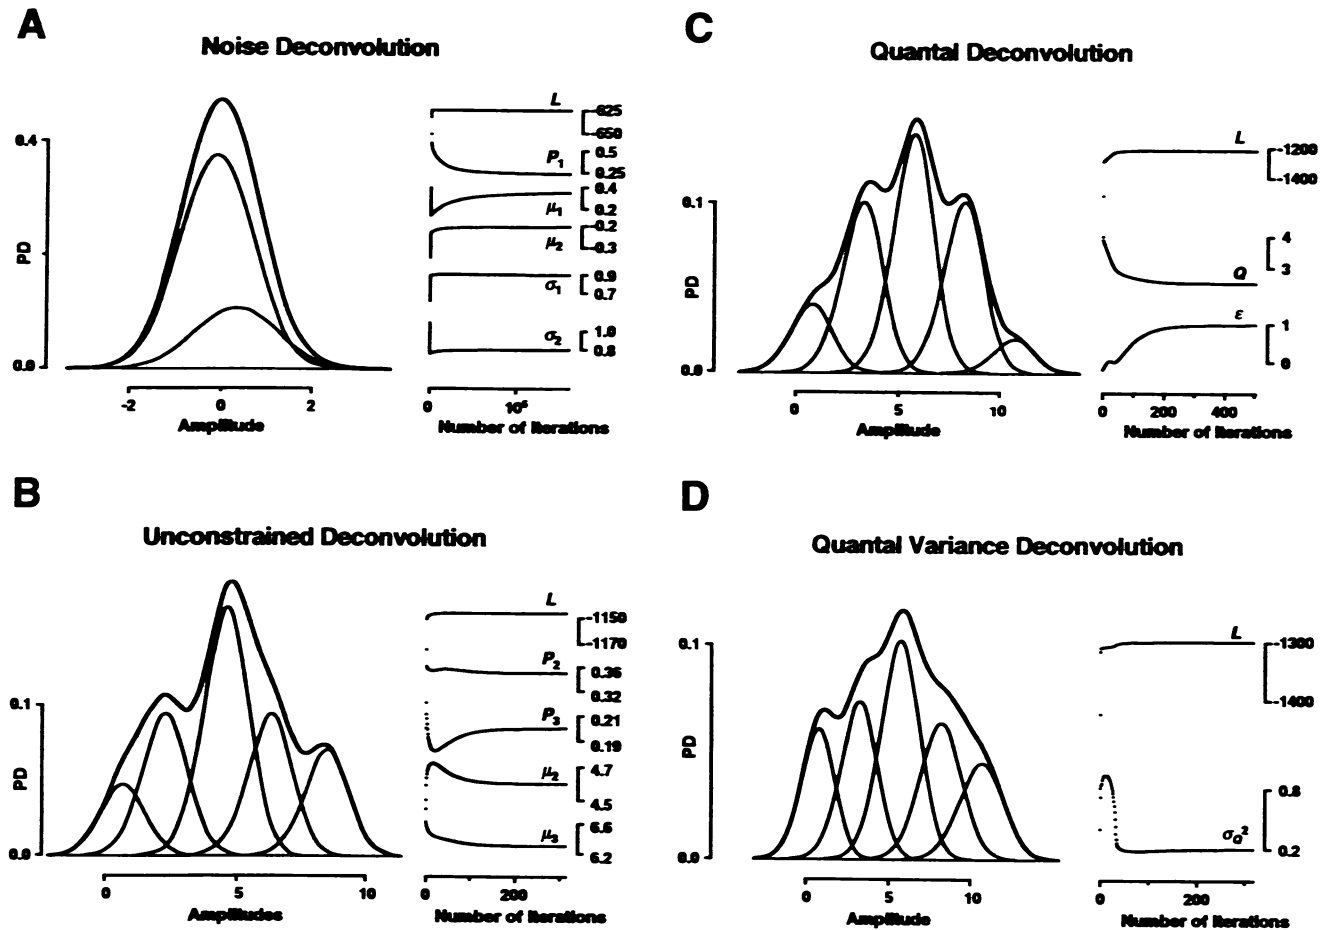 A
Noise Deconvolution
0.4
PD
0.0
-2 0 2
Amplitude
L
-625
-650
P1
0.5
0.25
μ1
0.4
0.2
μ2
-0.2
-0.3
σ1
0.9
0.7
σ2
1.0
0.8
0 10⁵
Number of Iterations
B
Unconstrained Deconvolution
0.1
PD
0.0
0 5 10
Amplitudes
L
-1150
-1170
P2
0.36
0.32
P3
0.21
0.19
μ2
4.7
4.5
μ3
6.6
6.2
0 200
Number of Iterations
C
Quantal Deconvolution
0.1
PD
0.0
0 5 10
Amplitude
L
-1200
-1400
4
3
Q
ε
1
0
0 200 400
Number of Iterations
D
Quantal Variance Deconvolution
0.1
PD
0.0
0 5 10
Amplitude
L
-1300
-1400
0.8
σQ²
0.2
0 200
Number of Iterations